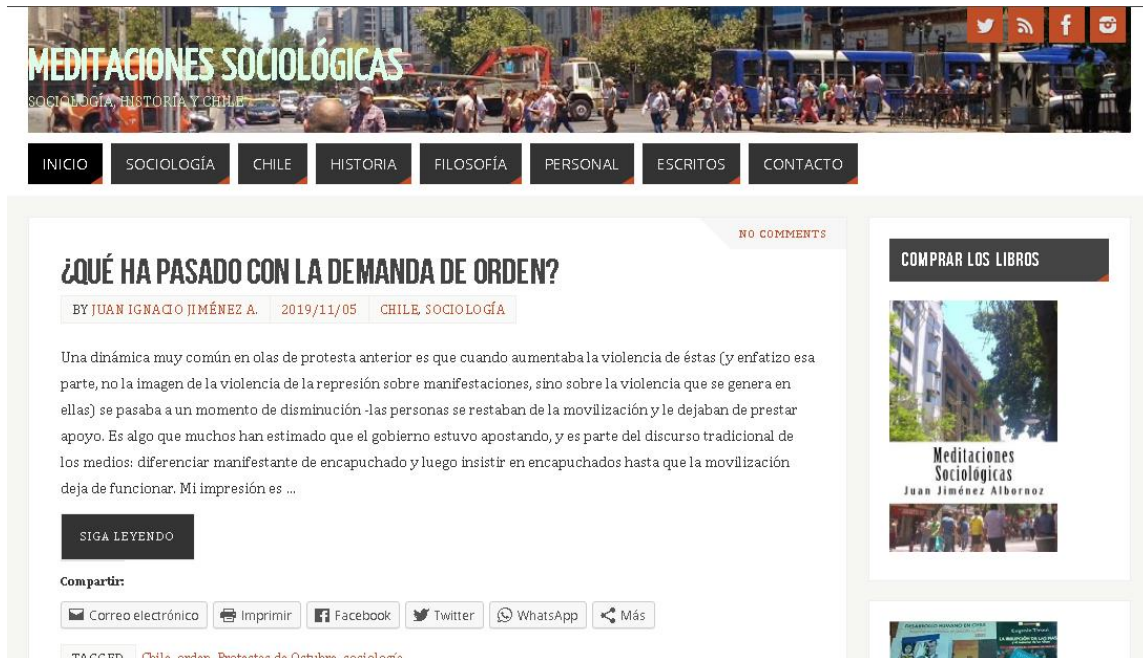 MEDITACIONES SOCIOLÓGICAS
SOCIOLOGÍA, HISTORIA Y CHILE
INICIO SOCIOLOGÍA CHILE HISTORIA FILOSOFÍA PERSONAL ESCRITOS CONTACTO
NO COMMENTS
¿QUÉ HA PASADO CON LA DEMANDA DE ORDEN?
BY JUAN IGNACIO JIMÉNEZ A. 2019/11/05 CHILE, SOCIOLOGÍA
Una dinámica muy común en olas de protesta anterior es que cuando aumentaba la violencia de éstas (y enfatizo esa
parte, no la imagen de la violencia de la represión sobre manifestaciones, sino sobre la violencia que se genera en
ellas) se pasaba a un momento de disminución -las personas se restaban de la movilización y le dejaban de prestar
apoyo. Es algo que muchos han estimado que el gobierno estuvo apostando, y es parte del discurso tradicional de
los medios: diferenciar manifestante de encapuchado y luego insistir en encapuchados hasta que la movilización
deja de funcionar. Mi impresión es ...
SIGA LEYENDO
Compartir:
Correo electrónico Imprimir Facebook Twitter WhatsApp Más
TAGGED Chile, orden, Protestas de Octubre, sociología
COMPRAR LOS LIBROS
Meditaciones
Sociológicas
Juan Jiménez Albornoz
DESARROLLO HUMANO EN CHILE